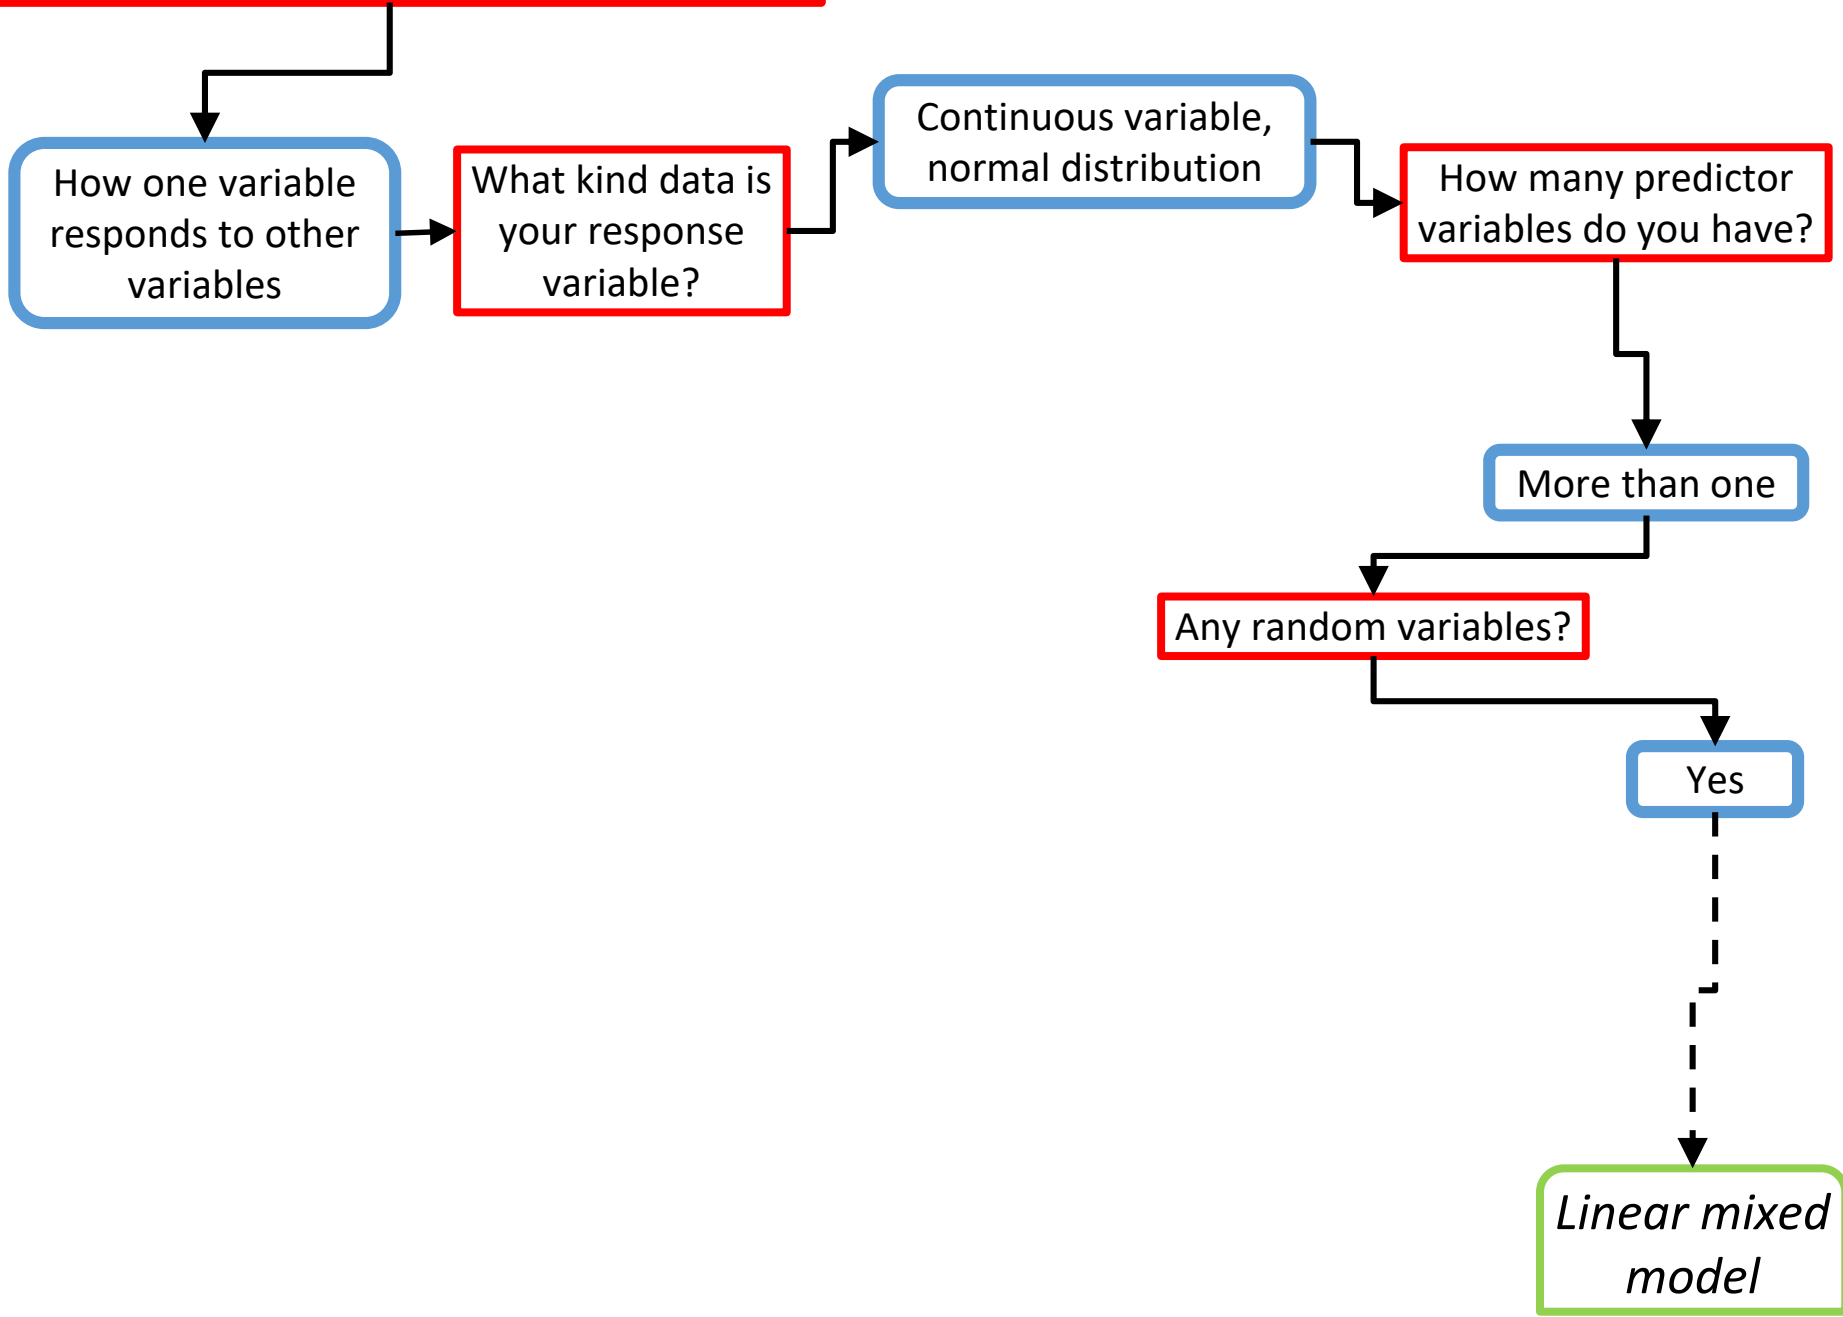 How one variable
responds to other
variables
What kind data is
your response
variable?
Continuous variable,
normal distribution
How many predictor
variables do you have?
More than one
Any random variables?
Yes
Linear mixed
model